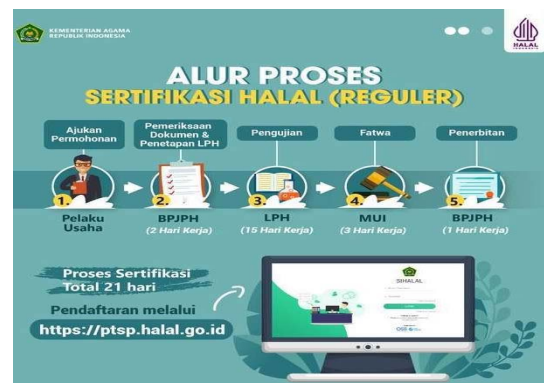 KEMENTERIAN AGAMA
REPUBLIK INDONESIA
HALAL
INDONESIA
ALUR PROSES
SERTIFIKASI HALAL (REGULER)
Ajukan
Permohonan
Pemeriksaan
Dokumen &
Penetapan LPH
Pengujian
Fatwa
Penerbitan
1.
2.
3.
4.
5.
Pelaku
Usaha
BPJPH
(2 Hari Kerja)
LPH
(15 Hari Kerja)
MUI
(3 Hari Kerja)
BPJPH
(1 Hari Kerja)
Proses Sertifikasi
Total 21 hari
Pendaftaran melalui
https://ptsp.halal.go.id
SIHALAL